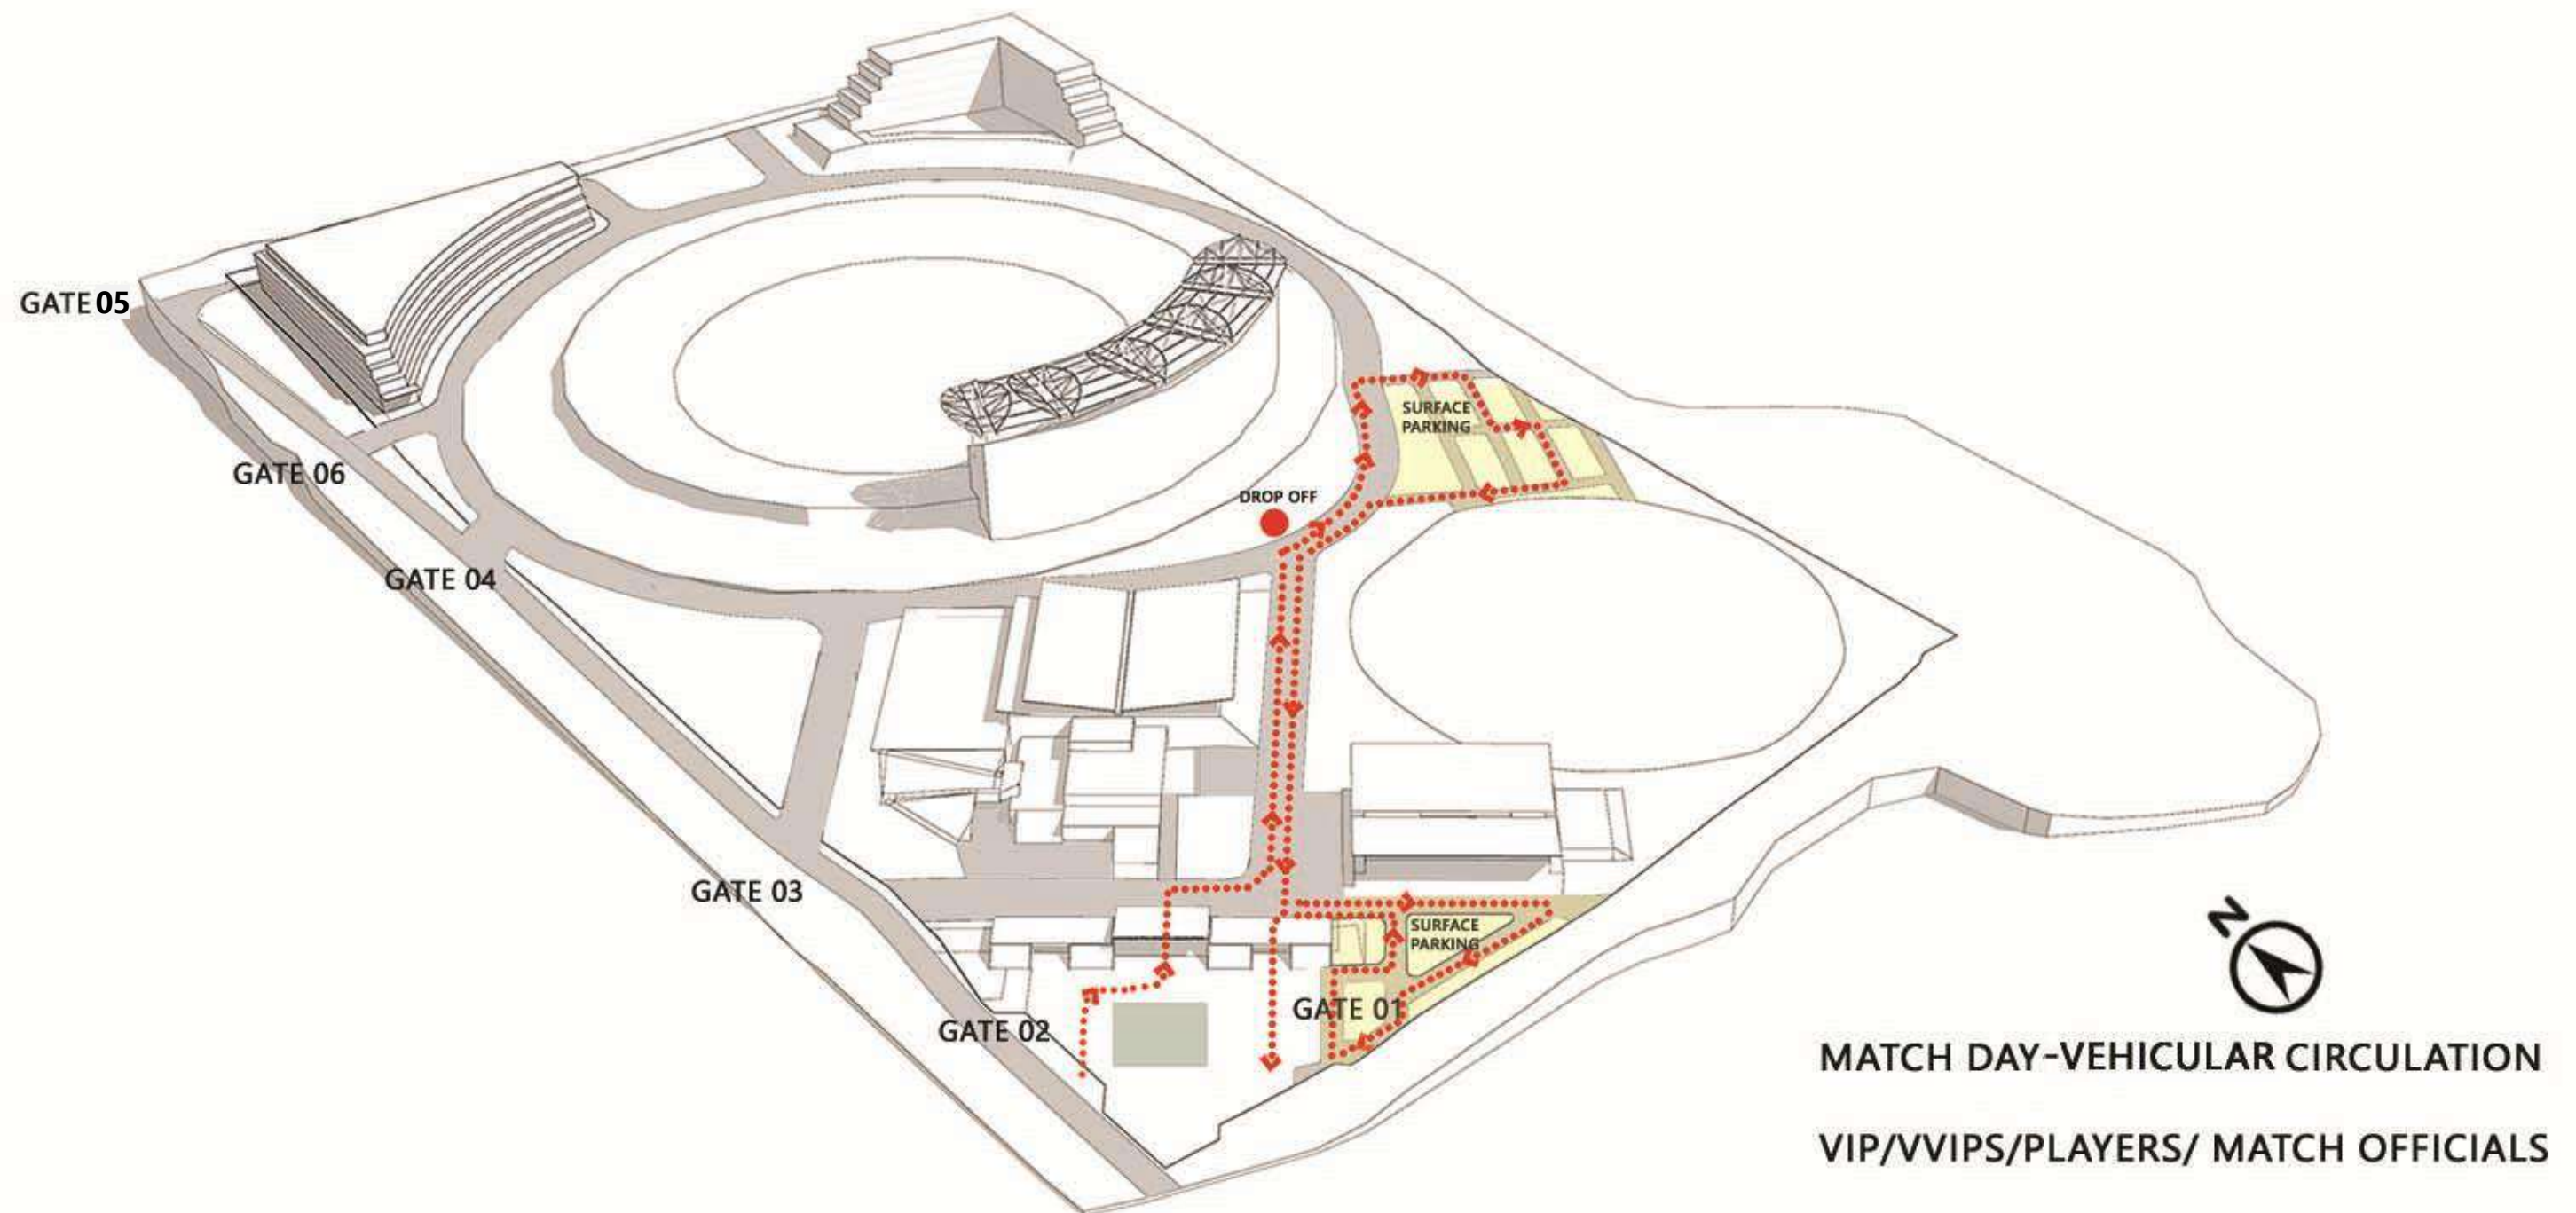 GATE 05
SURFACE
PARKING
GATE 06
DROP OFF
GATE 04
GATE 03
SURFACE
PARKING
N
GATE 01
GATE 02
MATCH DAY-VEHICULAR CIRCULATION
VIP/VVIPS/PLAYERS/ MATCH OFFICIALS